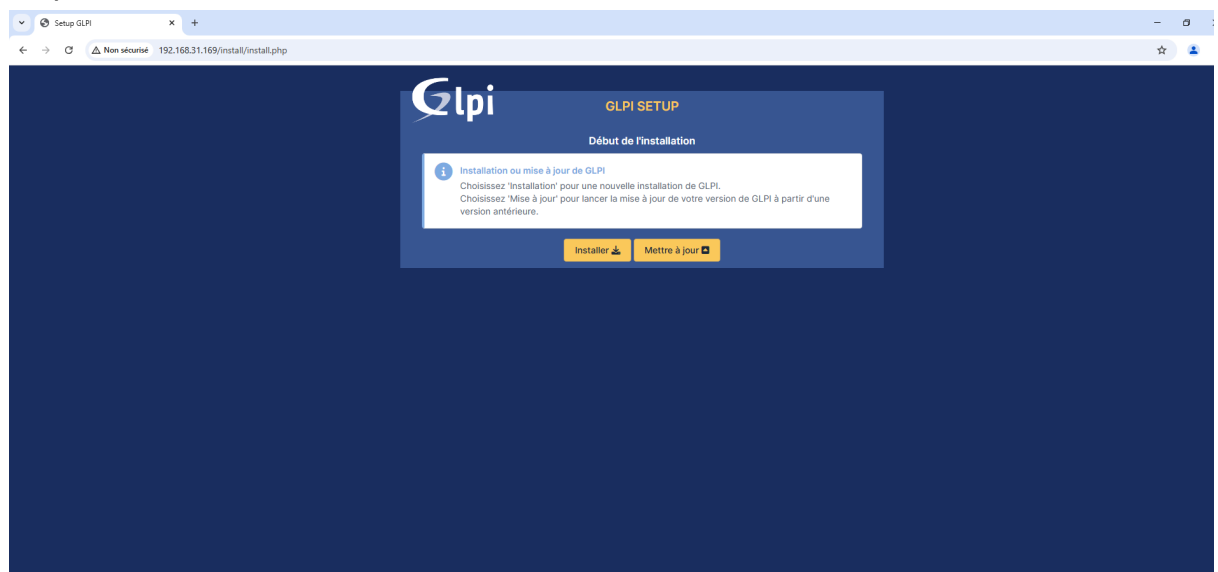 Setup GLPI
Non sécurisé 192.168.31.169/install/install.php
Glpi
GLPI SETUP
Début de l'installation
Installation ou mise à jour de GLPI
Choisissez 'Installation' pour une nouvelle installation de GLPI.
Choisissez 'Mise à jour' pour lancer la mise à jour de votre version de GLPI à partir d'une
version antérieure.
Installer Mettre à jour